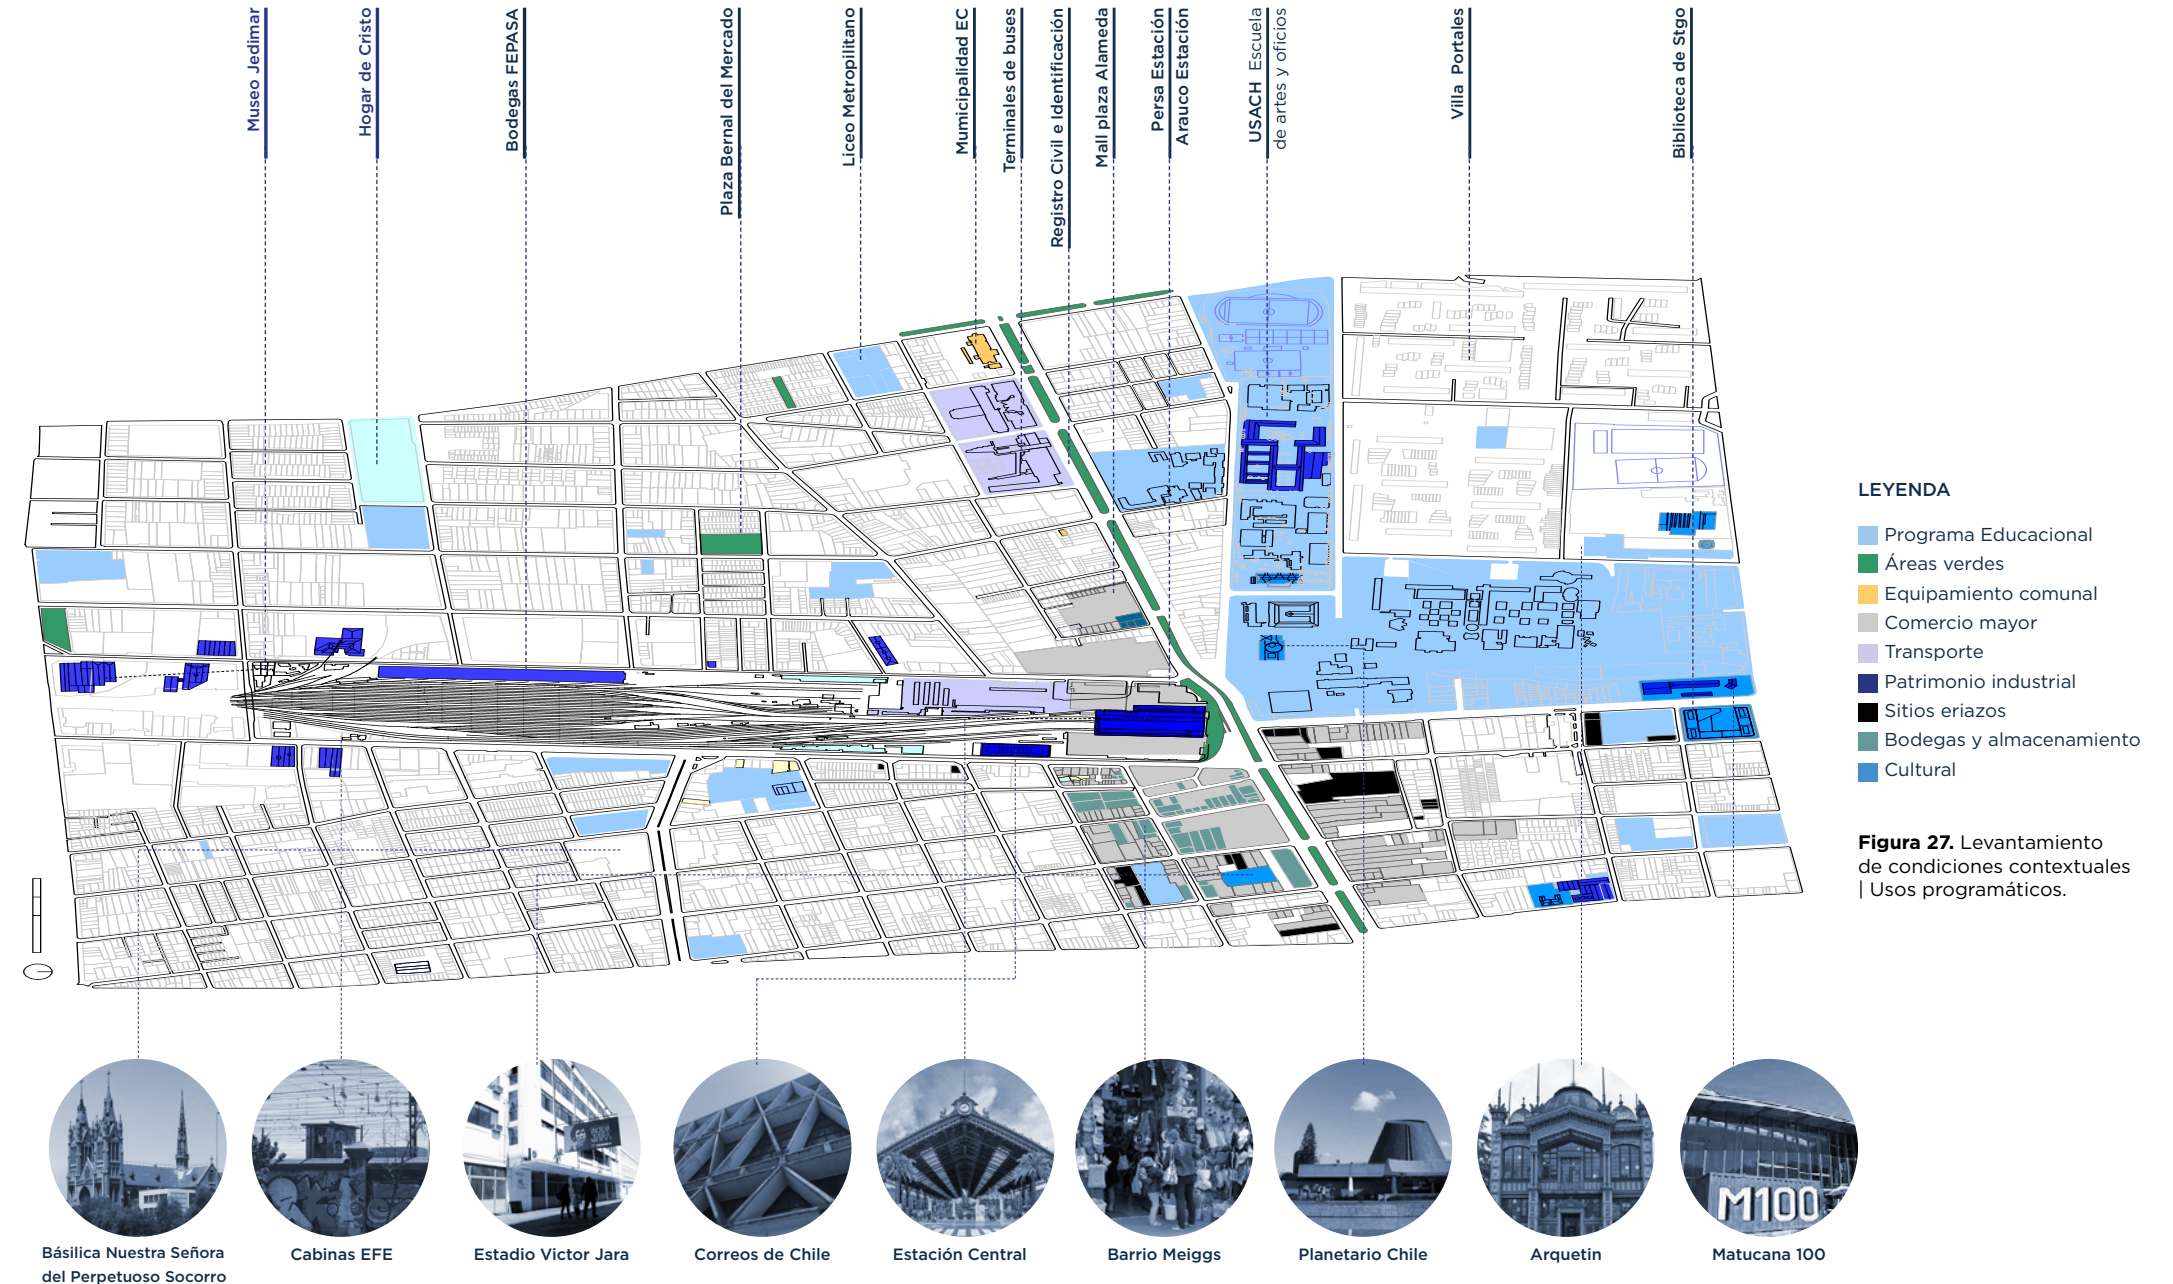 Museo Jedimar
Hogar de Cristo
Bodegas FEPASA
Plaza Bernal del Mercado
Liceo Metropilitano
Mumicipalidad EC
Terminales de buses
Registro Civil e Identificación
Mall plaza Alameda
Persa Estación
Arauco Estación
USACH Escuela
de artes y oficios
Villa Portales
Biblioteca de Stgo
LEYENDA
Programa Educacional
Áreas verdes
Equipamiento comunal
Comercio mayor
Transporte
Patrimonio industrial
Sitios eriazos
Bodegas y almacenamiento
Cultural
Figura 27. Levantamiento
de condiciones contextuales
| Usos programáticos.
M100
Básilica Nuestra Señora
del Perpetuoso Socorro
Cabinas EFE
Estadio Victor Jara
Correos de Chile
Estación Central
Barrio Meiggs
Planetario Chile
Arquetin
Matucana 100